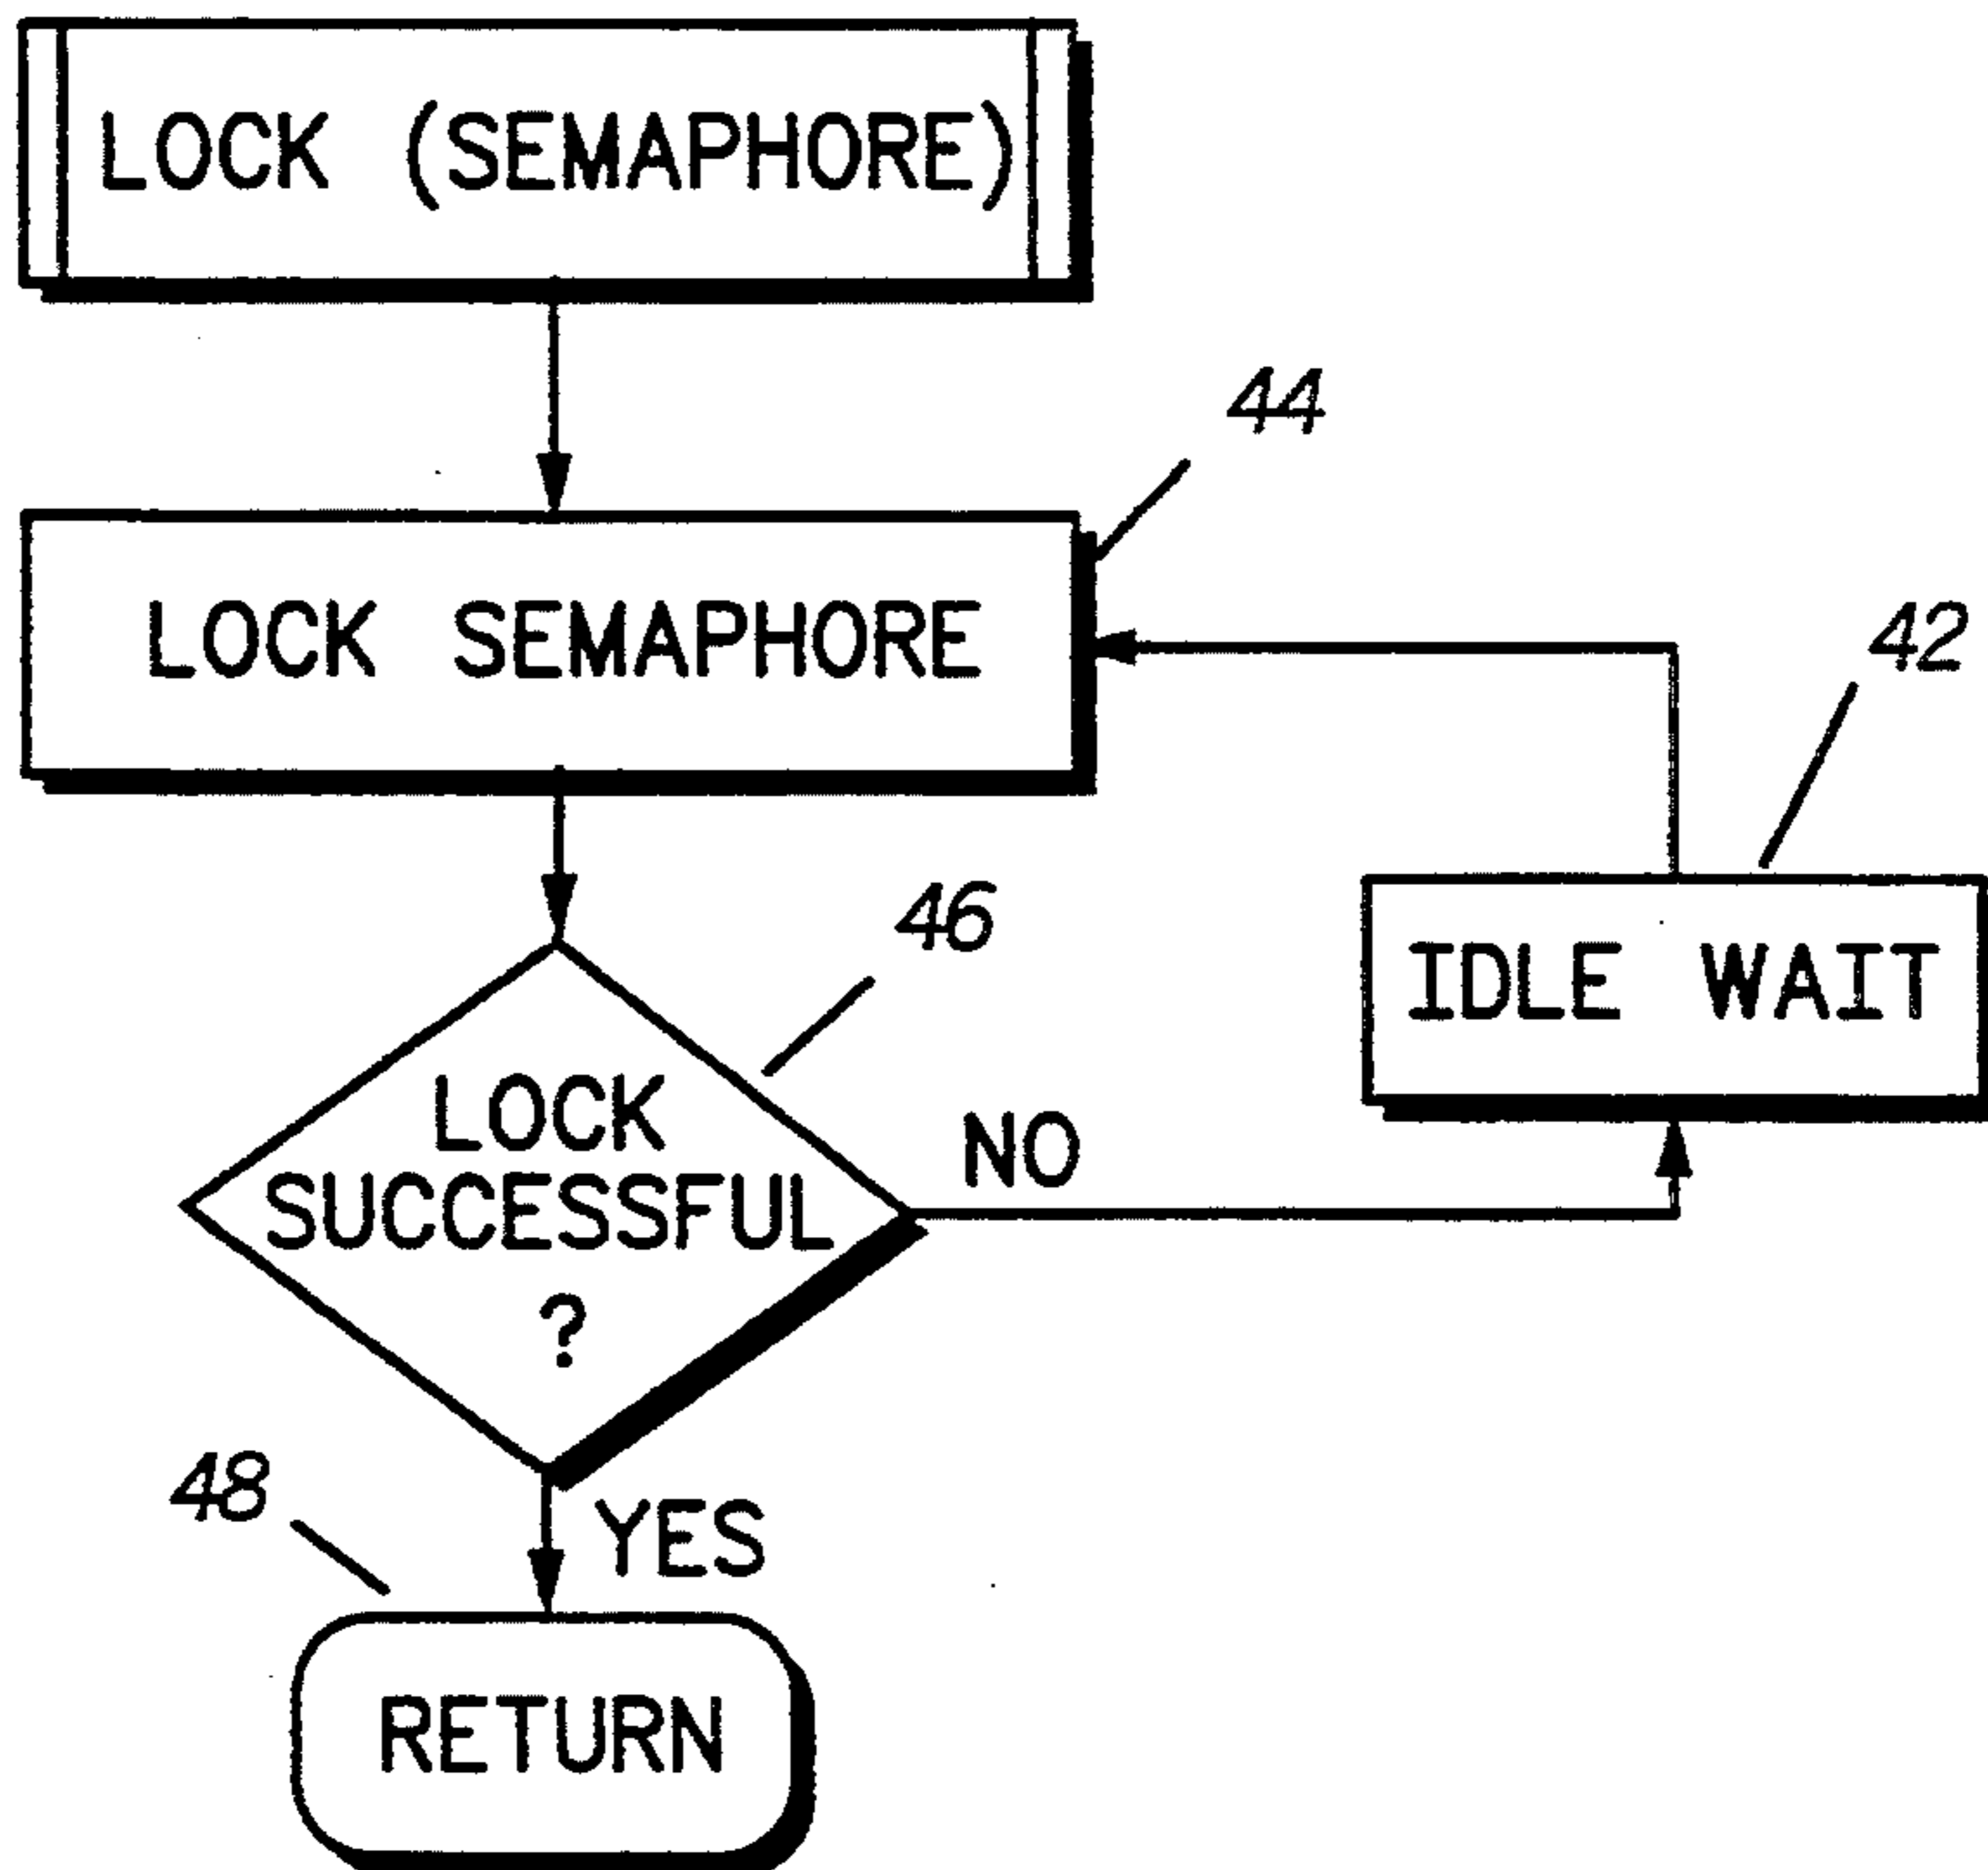 LOCK (SEMAPHORE)
44
LOCK SEMAPHORE
42
46
IDLE WAIT
LOCK
SUCCESSFUL
?
NO
48
YES
RETURN